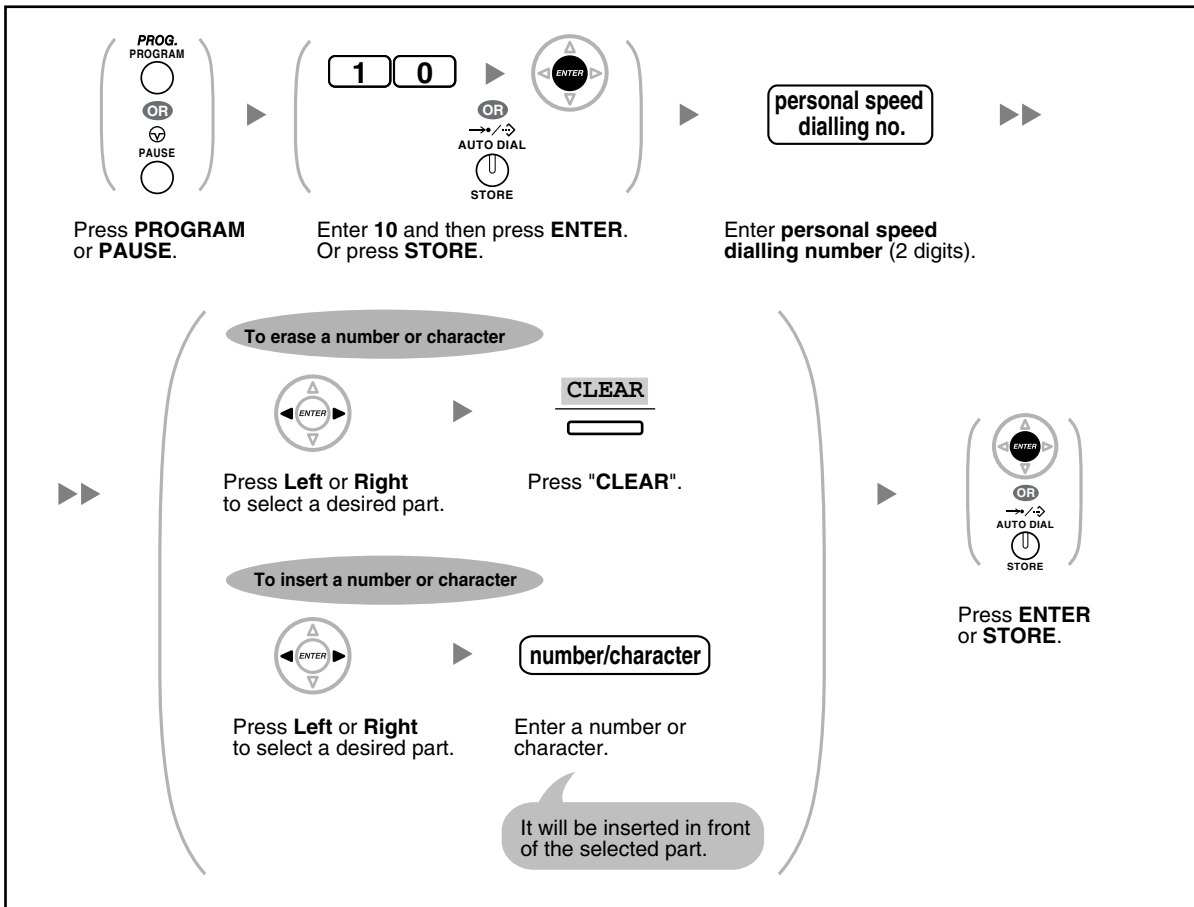 PROG.
PROGRAM
OR
PAUSE
Press PROGRAM
or PAUSE.
1 0
ENTER
OR
AUTO DIAL
STORE
Enter 10 and then press ENTER.
Or press STORE.
personal speed
dialling no.
Enter personal speed
dialling number (2 digits).
To erase a number or character
ENTER
Press Left or Right
to select a desired part.
CLEAR
Press "CLEAR".
To insert a number or character
ENTER
Press Left or Right
to select a desired part.
number/character
Enter a number or
character.
It will be inserted in front
of the selected part.
ENTER
OR
AUTO DIAL
STORE
Press ENTER
or STORE.